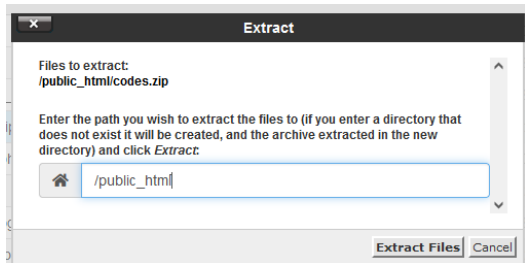 Extract
Files to extract:
/public_html/codes.zip
Enter the path you wish to extract the files to (if you enter a directory that
does not exist it will be created, and the archive extracted in the new
directory) and click Extract:
/public_html
Extract Files Cancel